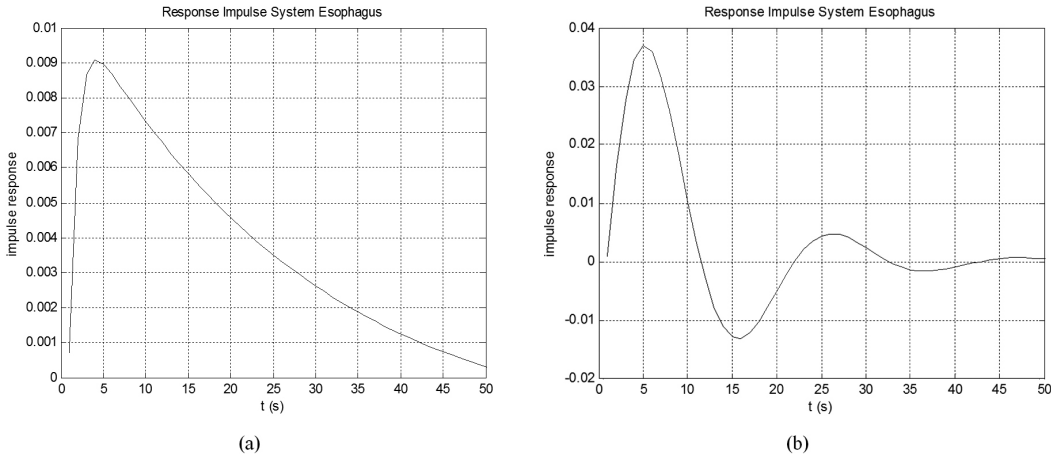 Response Impulse System Esophagus
impulse response
0.01
0.009
0.008
0.007
0.006
0.005
0.004
0.003
0.002
0.001
0
0 5 10 15 20 25 30 35 40 45 50
t (s)
(a)
Response Impulse System Esophagus
impulse response
0.04
0.03
0.02
0.01
0
-0.01
-0.02
0 5 10 15 20 25 30 35 40 45 50
t (s)
(b)